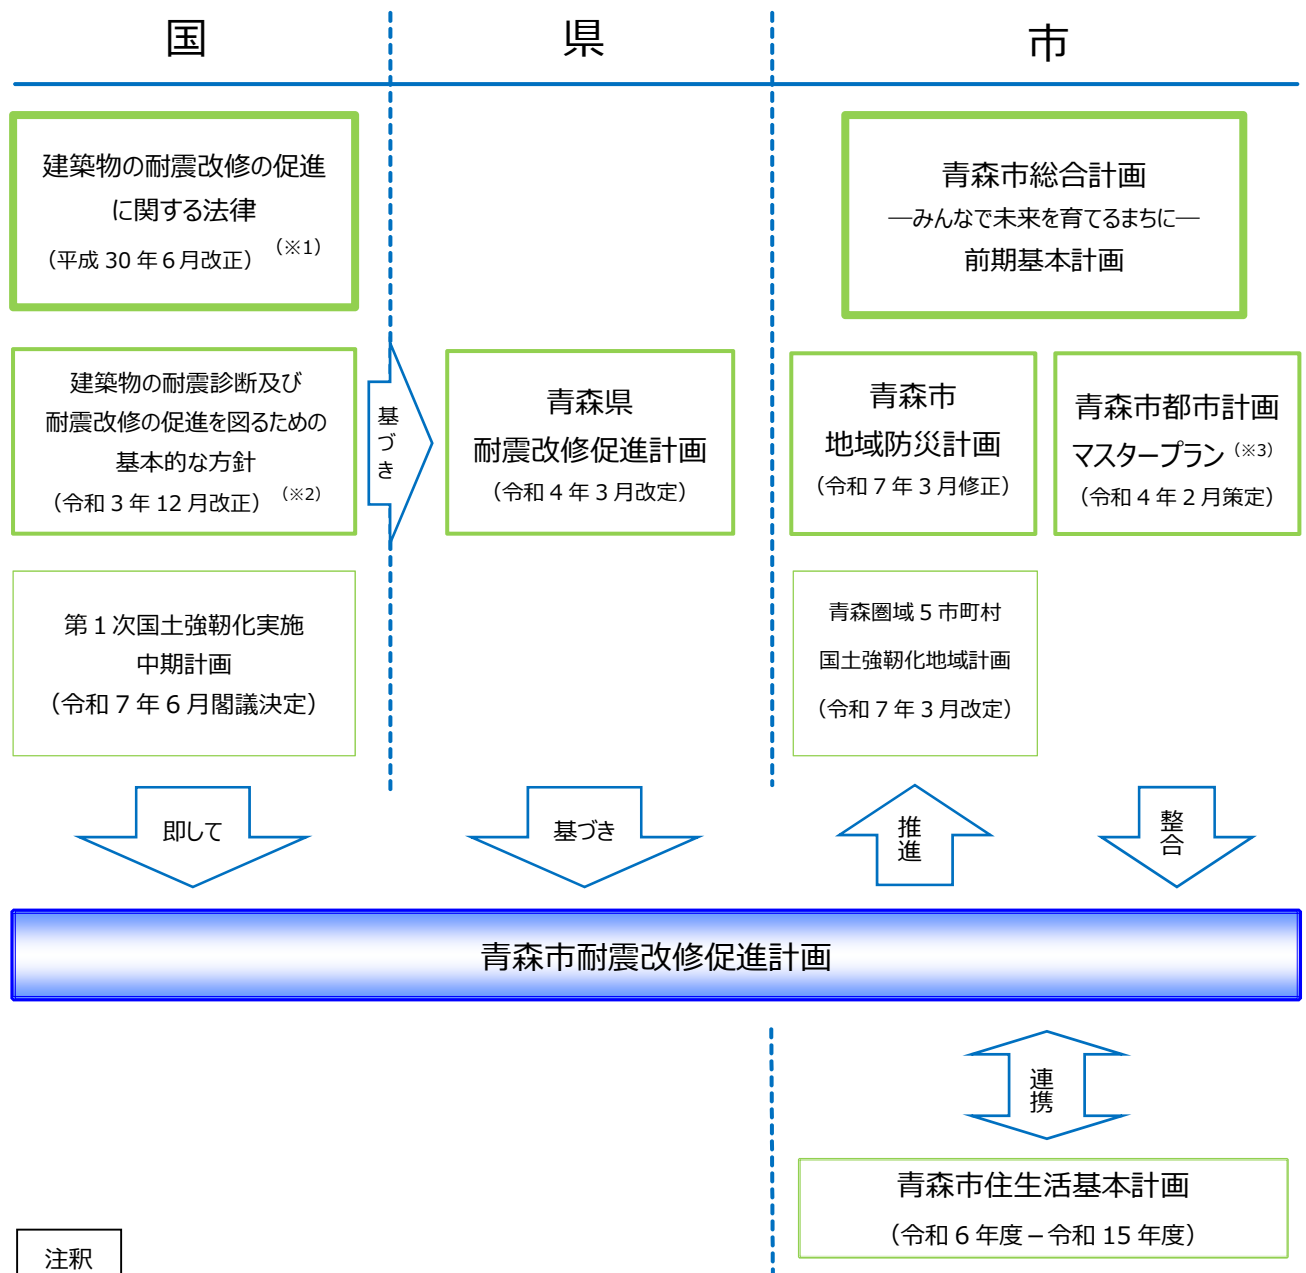 国
県
市
建築物の耐震改修の促進
に関する法律
（平成 30 年 6 月改正）（※1）
建築物の耐震診断及び
耐震改修の促進を図るための
基本的な方針
（令和 3 年 12 月改正）（※2）
第 1 次国土強靭化実施
中期計画
（令和 7 年 6 月閣議決定）
基づき
青森県
耐震改修促進計画
（令和 4 年 3 月改定）
青森市総合計画
―みんなで未来を育てるまちに―
前期基本計画
青森市
地域防災計画
（令和 7 年 3 月修正）
青森市都市計画
マスタープラン（※3）
（令和 4 年 2 月策定）
青森圏域 5 市町村
国土強靭化地域計画
（令和 7 年 3 月改定）
即して
基づき
推進
整合
青森市耐震改修促進計画
連携
青森市住生活基本計画
（令和 6 年度－令和 15 年度）
注釈